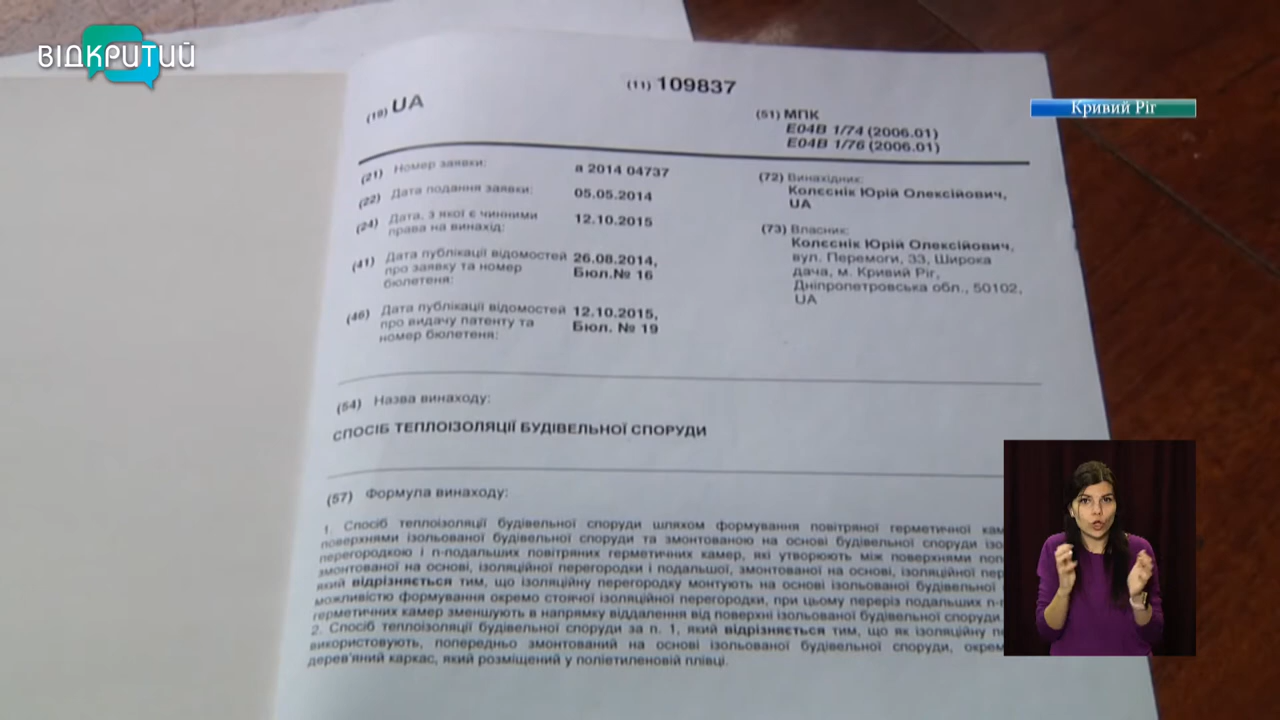 ВІДКРИТИЙ
Кривий Ріг
(11) 109837
(19) UA
(51) МПК
E04B 1/74 (2006.01)
E04B 1/76 (2006.01)
(21) Номер заявки: a 2014 04737
(22) Дата подання заявки: 05.05.2014
(24) Дата, з якої є чинними 12.10.2015
права на винахід:
(41) Дата публікації відомостей 26.08.2014,
про заявку та номер Бюл.№ 16
бюлетеня:
(46) Дата публікації відомостей 12.10.2015,
про видачу патенту та Бюл. № 19
номер бюлетеня:
(72) Винахідник:
Колєснік Юрій Олексійович,
UA
(73) Власник:
Колєснік Юрій Олексійович,
вул. Перемоги, 33, Широка
дача, м. Кривий Ріг,
Дніпропетровська обл., 50102,
UA
(54) Назва винаходу:
СПОСІБ ТЕПЛОІЗОЛЯЦІЇ БУДІВЕЛЬНОЇ СПОРУДИ
(57) Формула винаходу:
1. Спосіб теплоізоляції будівельної споруди шляхом формування повітряної герметичної
поверхнями ізольованої будівельної споруди та змонтованою на основі будівельної споруди
перегородкою і n-подальших повітряних герметичних камер, які утворюють між поверхнями
змонтованої на основі, ізоляційної перегородки і подальшої, змонтованої на основі, ізоляційної
який відрізняється тим, що ізоляційну перегородку монтують на основі ізольованої будівельної
можливістю формування окремо стоячої ізоляційної перегородки, при цьому переріз подальших
герметичних камер зменшують в напрямку віддалення від поверхні ізольованої будівельної споруди.
2. Спосіб теплоізоляції будівельної споруди за п. 1, який відрізняється тим, що як ізоляційну
використовують, попередньо змонтований на основі ізольованої будівельної споруди,
дерев'яний каркас, який розміщений у поліетиленовій плівці.